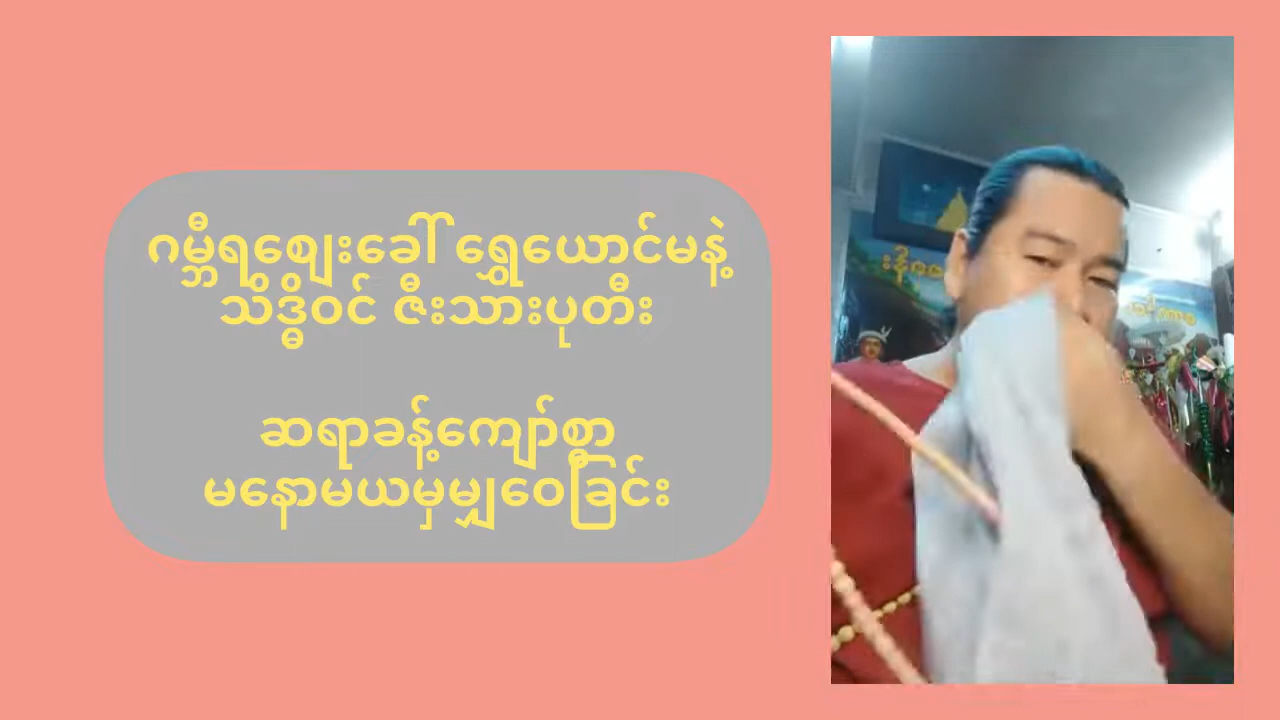 ဂမ္ဘီရစျေးခေါ် ရွှေယောင်မနဲ့
သိဒ္ဓိဝင် ဇီးသားပုတီး
ဆရာခန့်ကျော်စွာ
မနောမယမှမျှဝေခြင်း